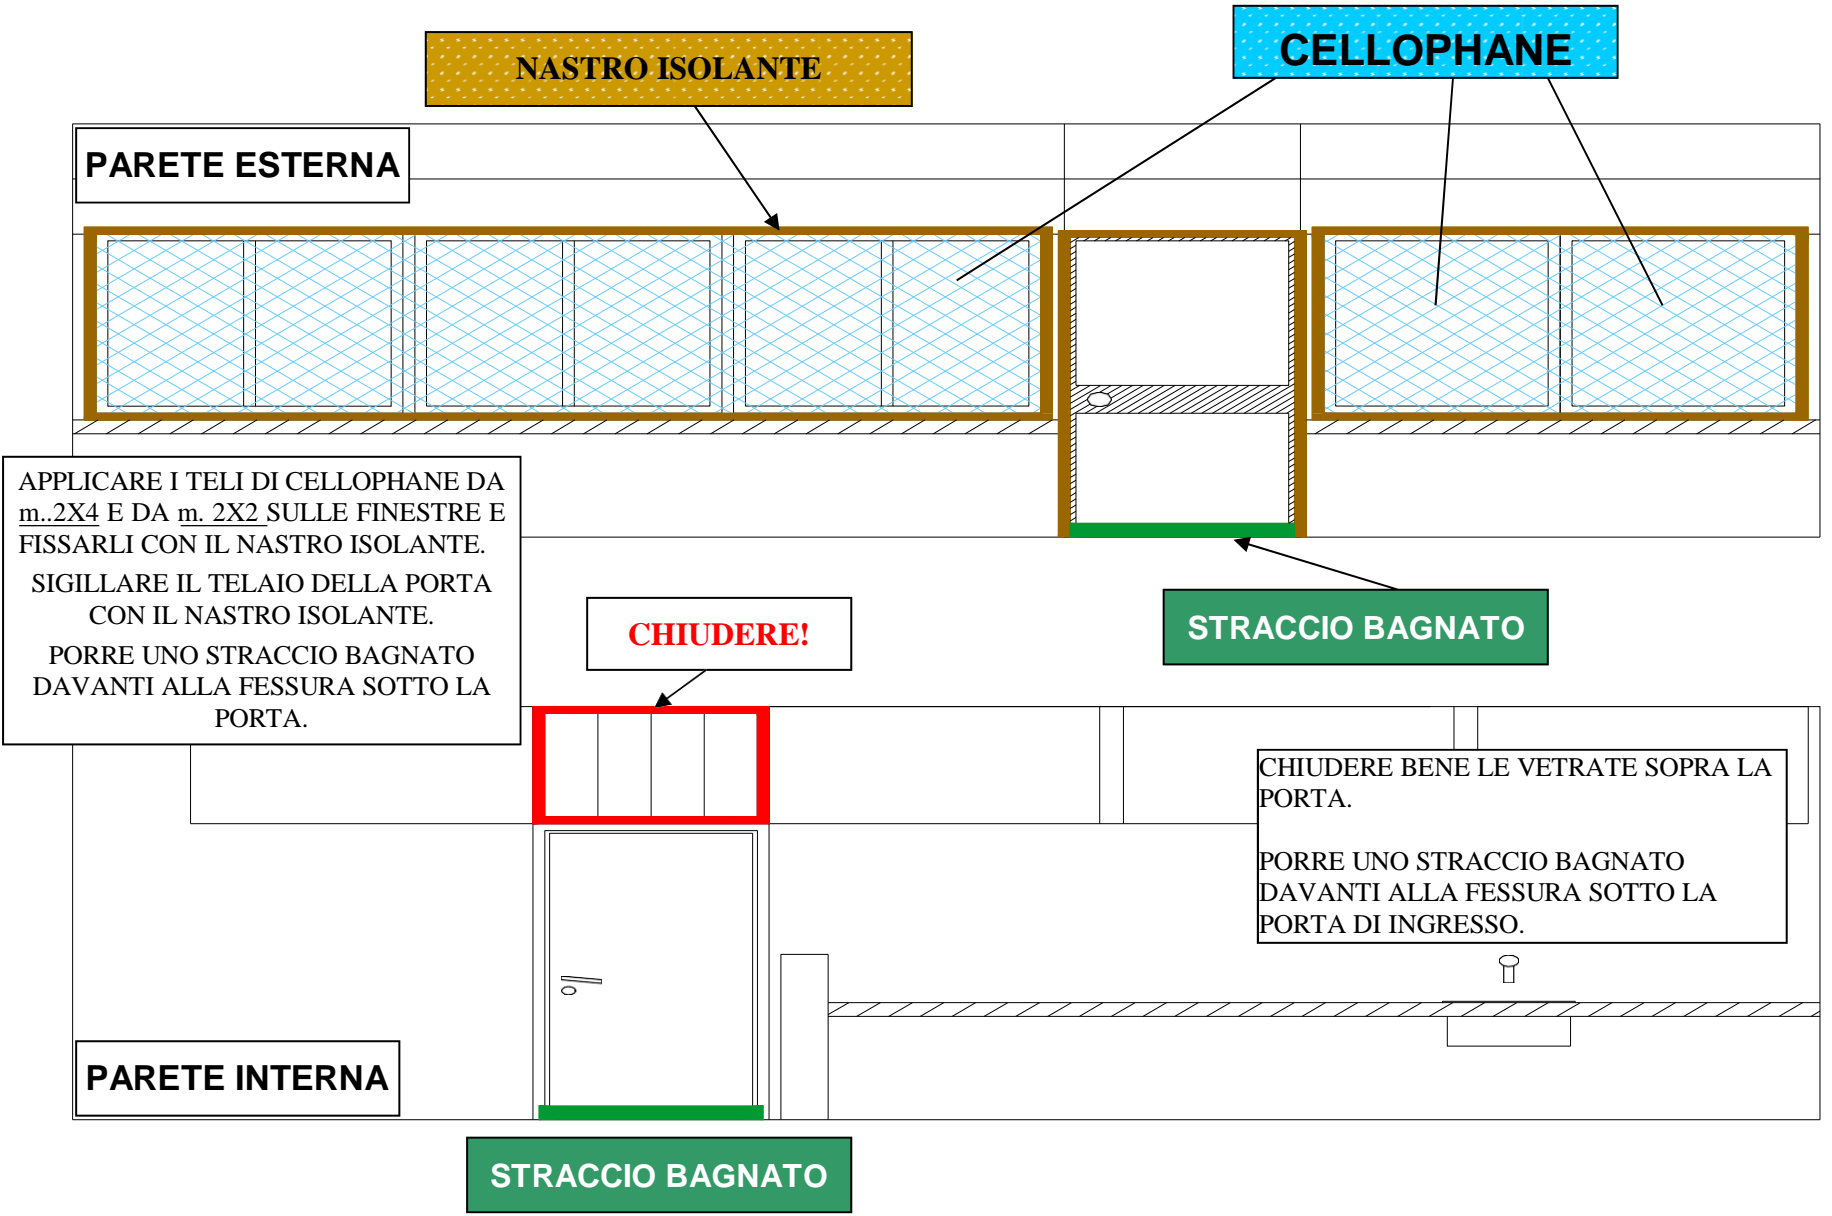 NASTRO ISOLANTE
CELLOPHANE
PARETE ESTERNA
APPLICARE I TELI DI CELLOPHANE DA
m..2X4 E DA m. 2X2 SULLE FINESTRE E
FISSARLI CON IL NASTRO ISOLANTE.
SIGILLARE IL TELAIO DELLA PORTA
CON IL NASTRO ISOLANTE.
PORRE UNO STRACCIO BAGNATO
DAVANTI ALLA FESSURA SOTTO LA
PORTA.
CHIUDERE!
STRACCIO BAGNATO
CHIUDERE BENE LE VETRATE SOPRA LA
PORTA.
PORRE UNO STRACCIO BAGNATO
DAVANTI ALLA FESSURA SOTTO LA
PORTA DI INGRESSO.
PARETE INTERNA
STRACCIO BAGNATO